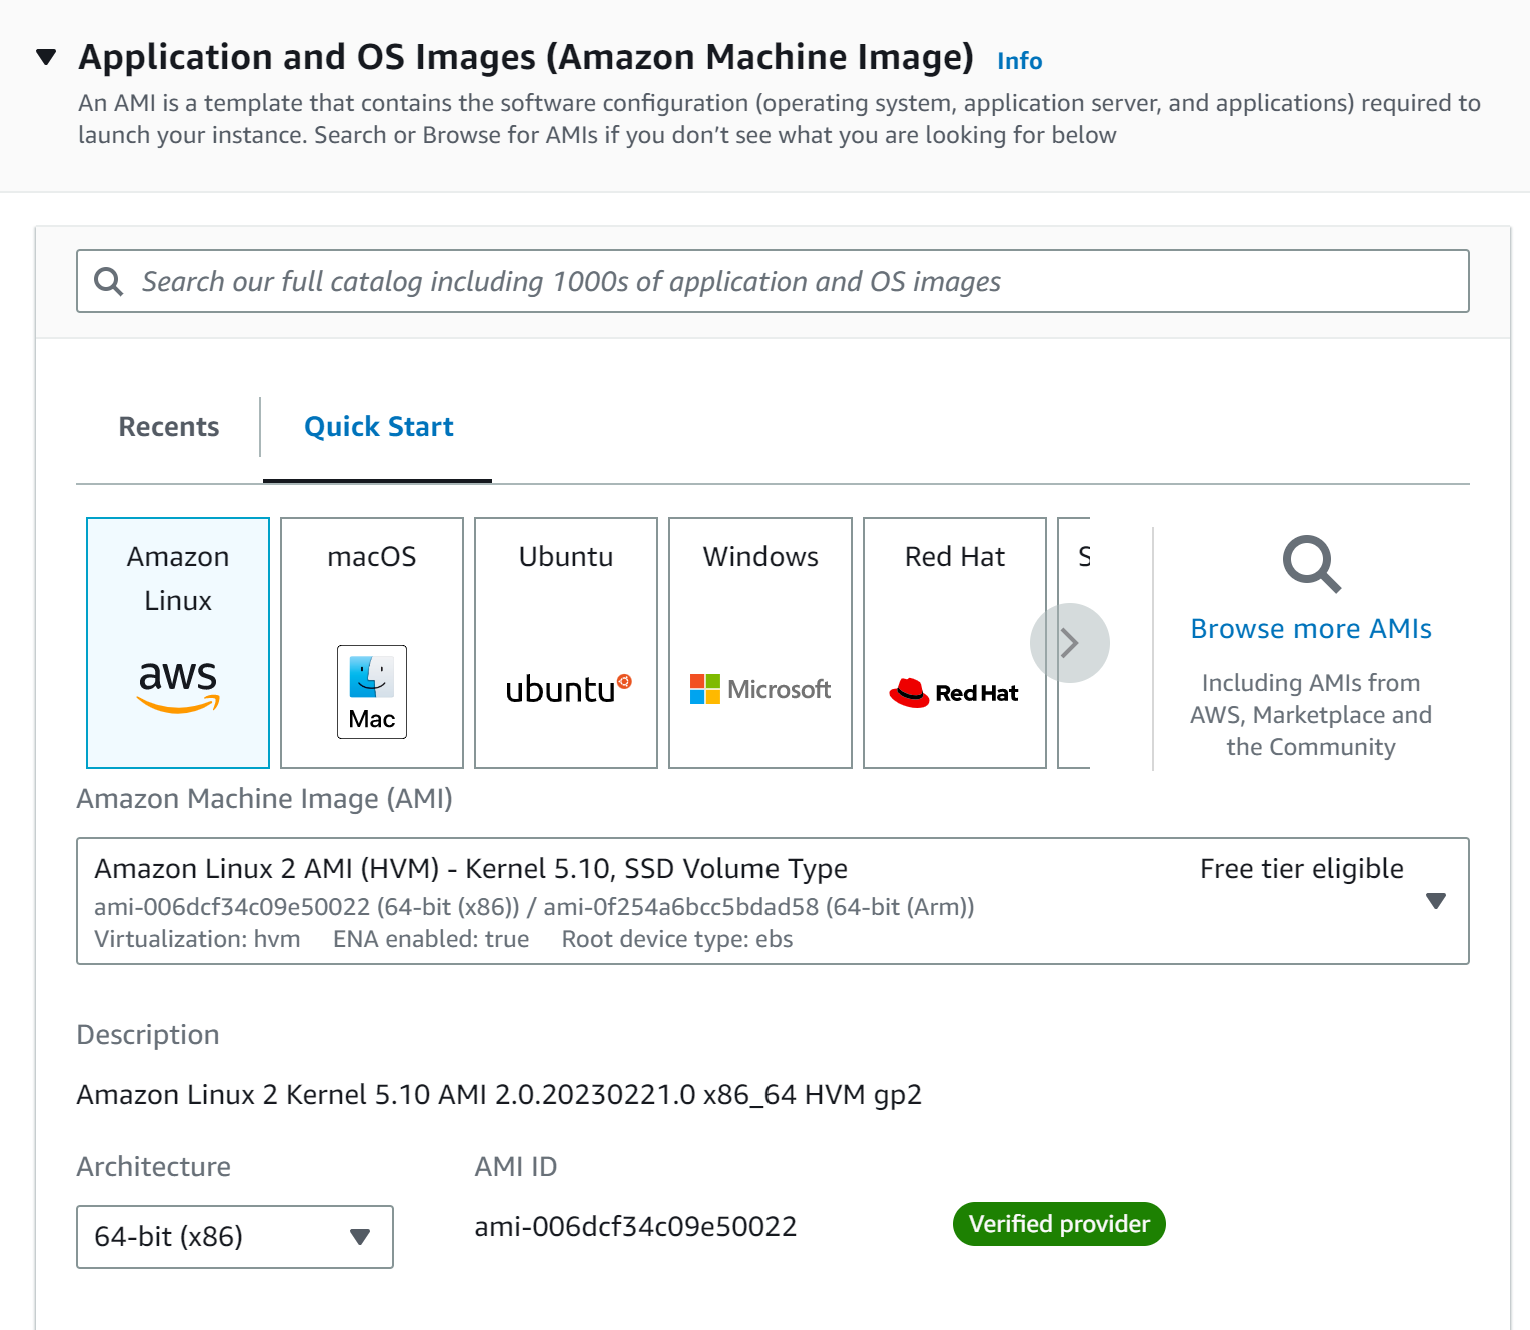 Application and OS Images (Amazon Machine Image) Info
An AMI is a template that contains the software configuration (operating system, application server, and applications) required to
launch your instance. Search or Browse for AMIs if you don’t see what you are looking for below
Search our full catalog including 1000s of application and OS images
Recents
Quick Start
Amazon
Linux
aws
macOS
Mac
Ubuntu
ubuntu
Windows
Microsoft
Red Hat
Red Hat
S
Browse more AMIs
Including AMIs from
AWS, Marketplace and
the Community
Amazon Machine Image (AMI)
Amazon Linux 2 AMI (HVM) - Kernel 5.10, SSD Volume Type
Free tier eligible
ami-006dcf34c09e50022 (64-bit (x86)) / ami-0f254a6bcc5bdad58 (64-bit (Arm))
Virtualization: hvm ENA enabled: true Root device type: ebs
Description
Amazon Linux 2 Kernel 5.10 AMI 2.0.20230221.0 x86_64 HVM gp2
Architecture
AMI ID
64-bit (x86)
ami-006dcf34c09e50022
Verified provider